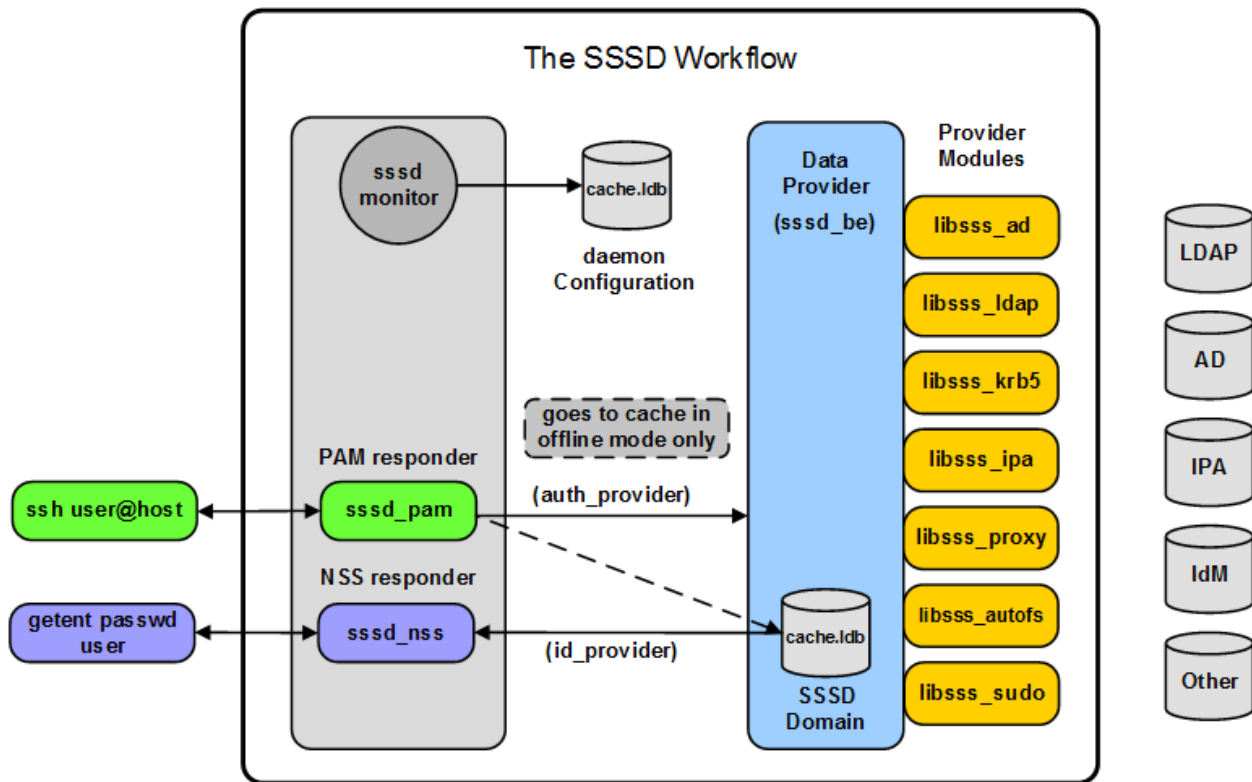 The SSSD Workflow
sssd
monitor
cache.ldb
daemon
Configuration
Data
Provider
(sssd_be)
Provider
Modules
libsss_ad
libsss_ldap
libsss_krb5
libsss_ipa
libsss_proxy
libsss_autofs
libsss_sudo
LDAP
AD
IPA
IdM
Other
goes to cache in
offline mode only
PAM responder
ssh user@host
sssd_pam
(auth_provider)
NSS responder
getent passwd
user
sssd_nss
(id_provider)
cache.ldb
SSSD
Domain